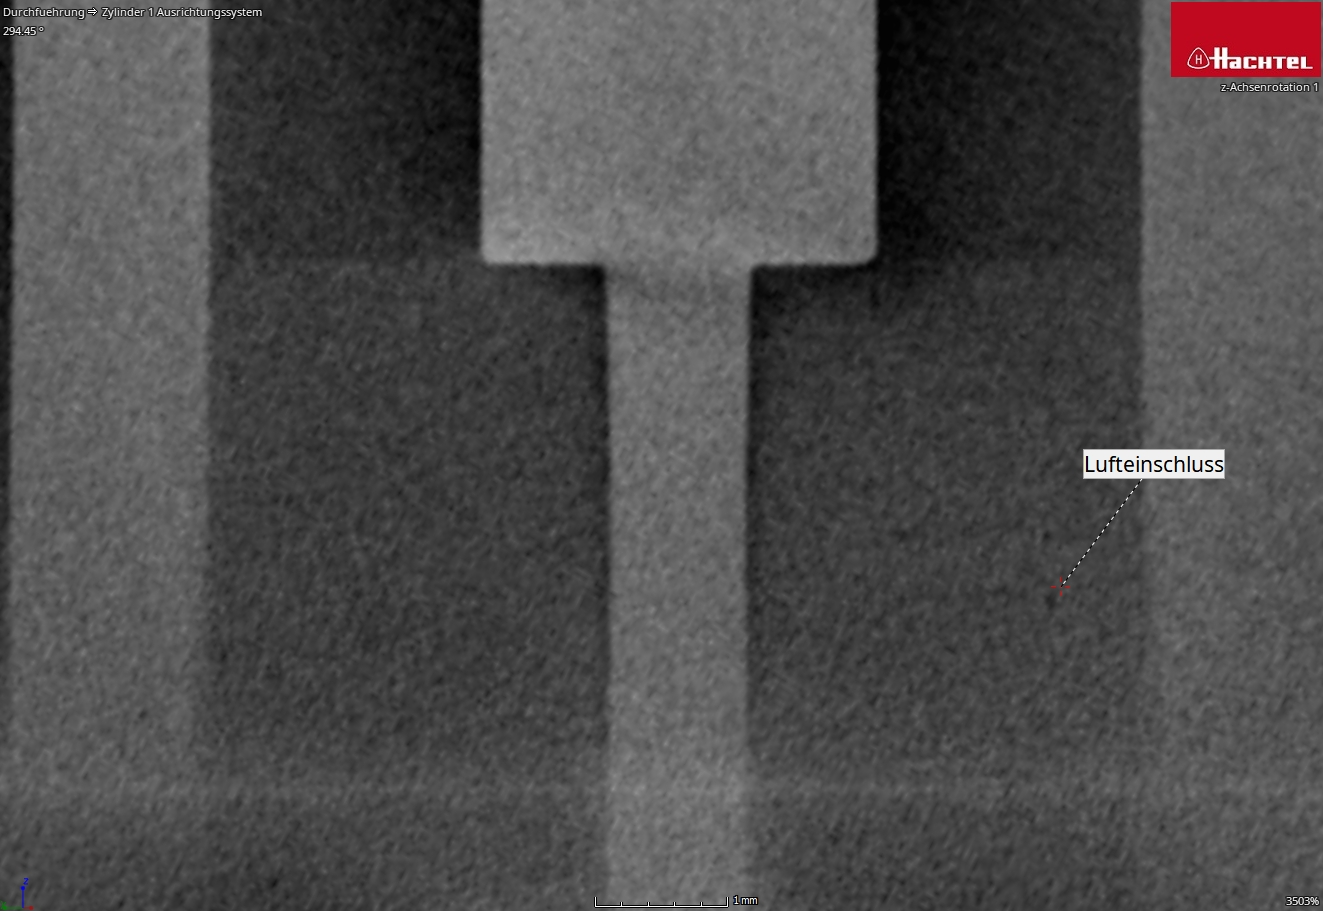 Durchfuehrung ⇒ Zylinder 1 Ausrichtungssystem
294.45 °
H HACHTEL
z-Achsenrotation 1
Lufteinschluss
z
1 mm
3503%